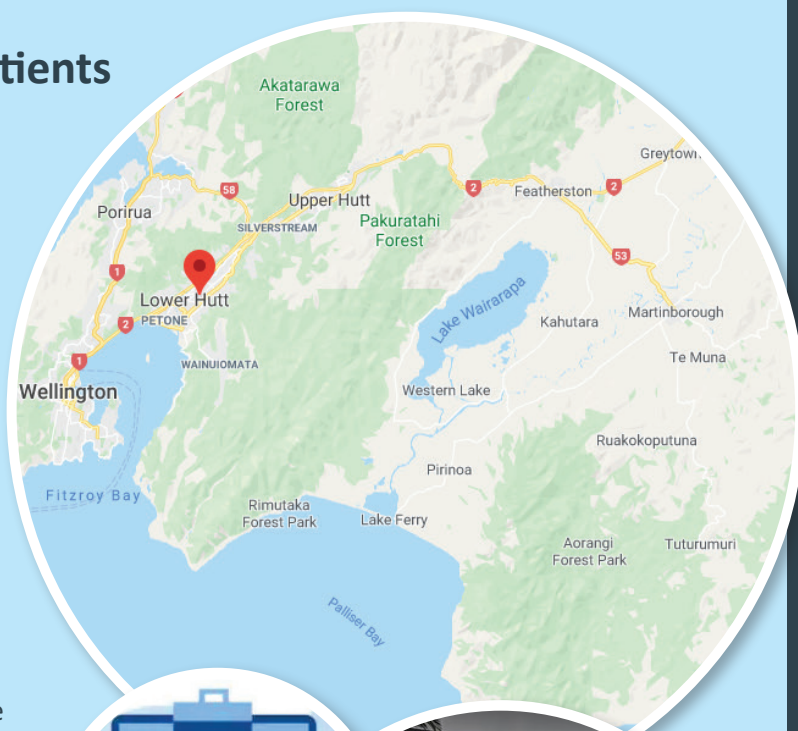 tients
Akatarawa
Forest
Greytown
58
Upper Hutt
2
Featherston
2
Porirua
Pakuratahi
Forest
SILVERSTREAM
53
1
Lower Hutt
Lake Wairarapa
Martinborough
2
PETONE
Kahutara
1
WAINUIOMATA
Te Muna
Wellington
Western Lake
Ruakokoputuna
Pirinoa
Fitzroy Bay
Rimutaka
Forest Park
Lake Ferry
Aorangi
Forest Park
Tuturumuri
Palliser Bay
e